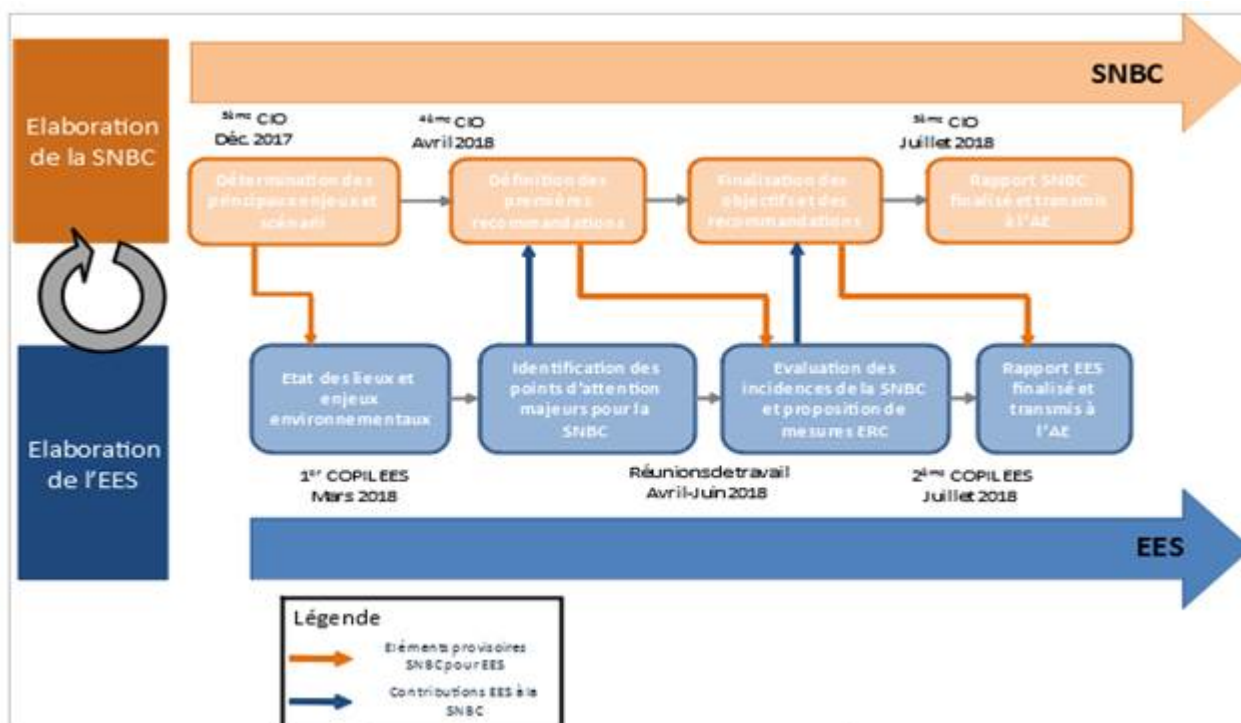 SNBC
Elaboration
de la SNBC
3ème CIO
Déc. 2017
4ème CIO
Avril 2018
5ème CIO
Juillet 2018
Détermination des
principaux enjeux et
scénarii
Définition des
premières
recommandations
Finalisation des
objectifs et des
recommandations
Rapport SNBC
finalisé et transmis
à l'AE
Elaboration
de l'EES
Etat des lieux et
enjeux
environnementaux
Identification des
points d'attention
majeurs pour la
SNBC
Evaluation des
incidences de la SNBC
et proposition de
mesures ERC
Rapport EES
finalisé et
transmis à
l'AE
1er COPIL EES
Mars 2018
Réunions de travail
Avril-Juin 2018
2ème COPIL EES
Juillet 2018
EES
Légende
Eléments provisoires
SNBC pour EES
Contributions EES à la
SNBC